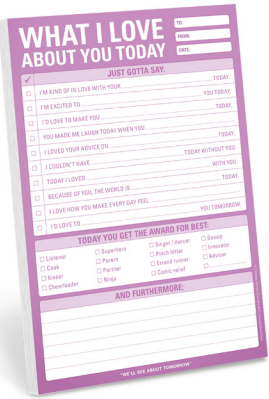 WHAT I LOVE
ABOUT YOU TODAY
TO:
FROM:
DATE:
JUST GOTTA SAY:
I'M KIND OF IN LOVE WITH YOUR TODAY.
I'M EXCITED TO YOU TODAY.
I'D LOVE TO MAKE YOU TODAY.
YOU MADE ME LAUGH TODAY WHEN YOU
I LOVED YOUR ADVICE ON TODAY.
I COULDN'T HAVE TODAY WITHOUT YOU.
TODAY I LOVED WITH YOU.
BECAUSE OF YOU, THE WORLD IS TODAY.
I LOVE HOW YOU MAKE EVERY DAY FEEL
I'D LOVE TO YOU TOMORROW.
TODAY YOU GET THE AWARD FOR BEST:
Listener Superhero Singer / dancer Gossip
Cook Parent Pinch hitter Innovator
Kisser Partner Errand runner Adviser
Cheerleader Ninja Comic relief
AND FURTHERMORE:
"WE'LL SEE ABOUT TOMORROW"